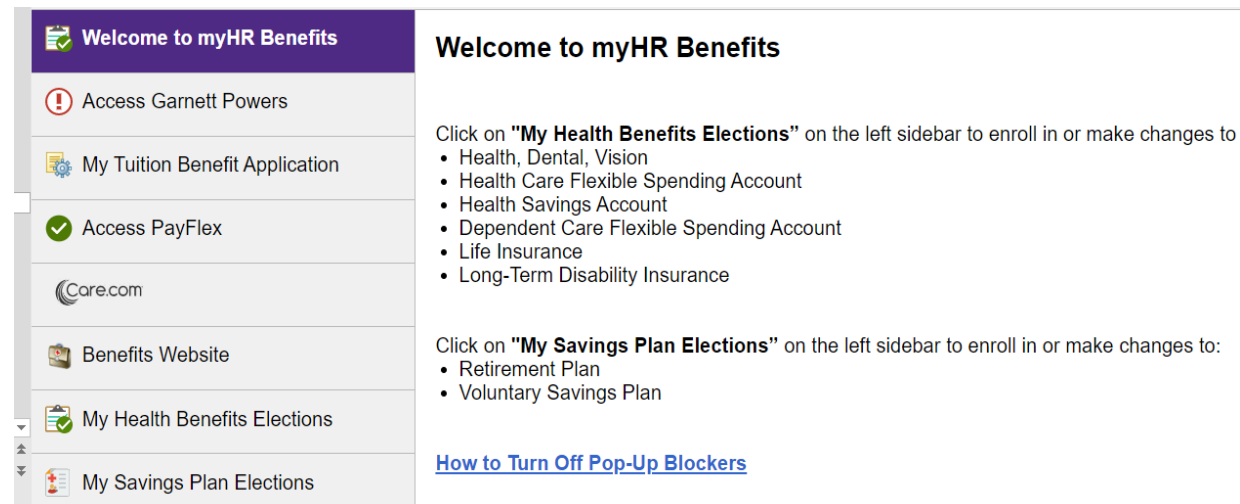 Welcome to myHR Benefits
Access Garnett Powers
My Tuition Benefit Application
Access PayFlex
Care.com
Benefits Website
My Health Benefits Elections
My Savings Plan Elections
Welcome to myHR Benefits
Click on "My Health Benefits Elections” on the left sidebar to enroll in or make changes to
• Health, Dental, Vision
• Health Care Flexible Spending Account
• Health Savings Account
• Dependent Care Flexible Spending Account
• Life Insurance
• Long-Term Disability Insurance
Click on "My Savings Plan Elections” on the left sidebar to enroll in or make changes to:
• Retirement Plan
• Voluntary Savings Plan
How to Turn Off Pop-Up Blockers